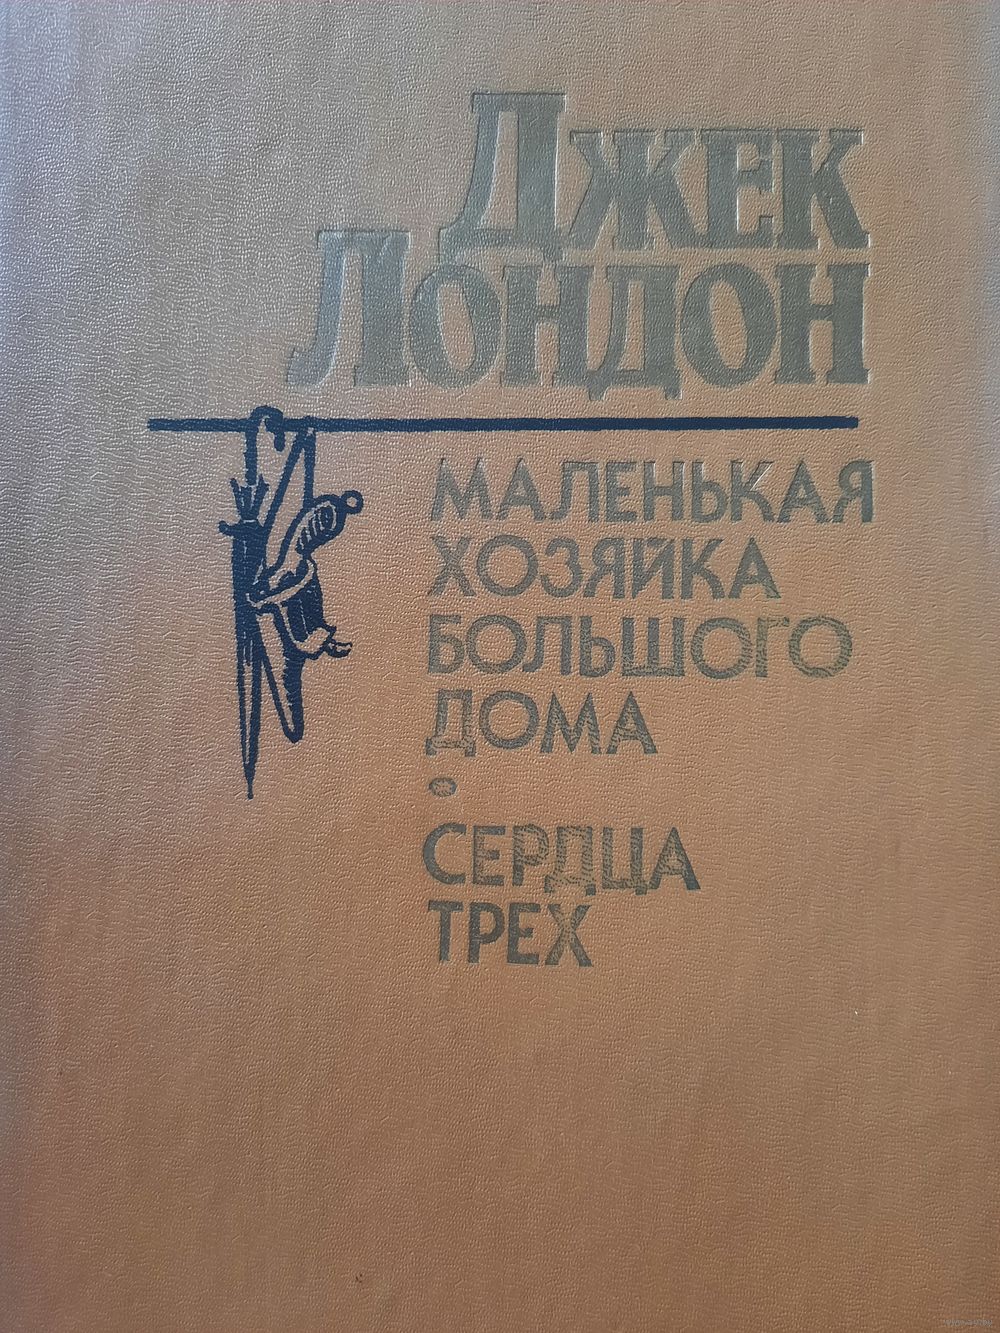 ДЖЕК
ЛОНДОН
МАЛЕНЬКАЯ
ХОЗЯЙКА
БОЛЬШОГО
ДОМА
•
СЕРДЦА
ТРЕХ